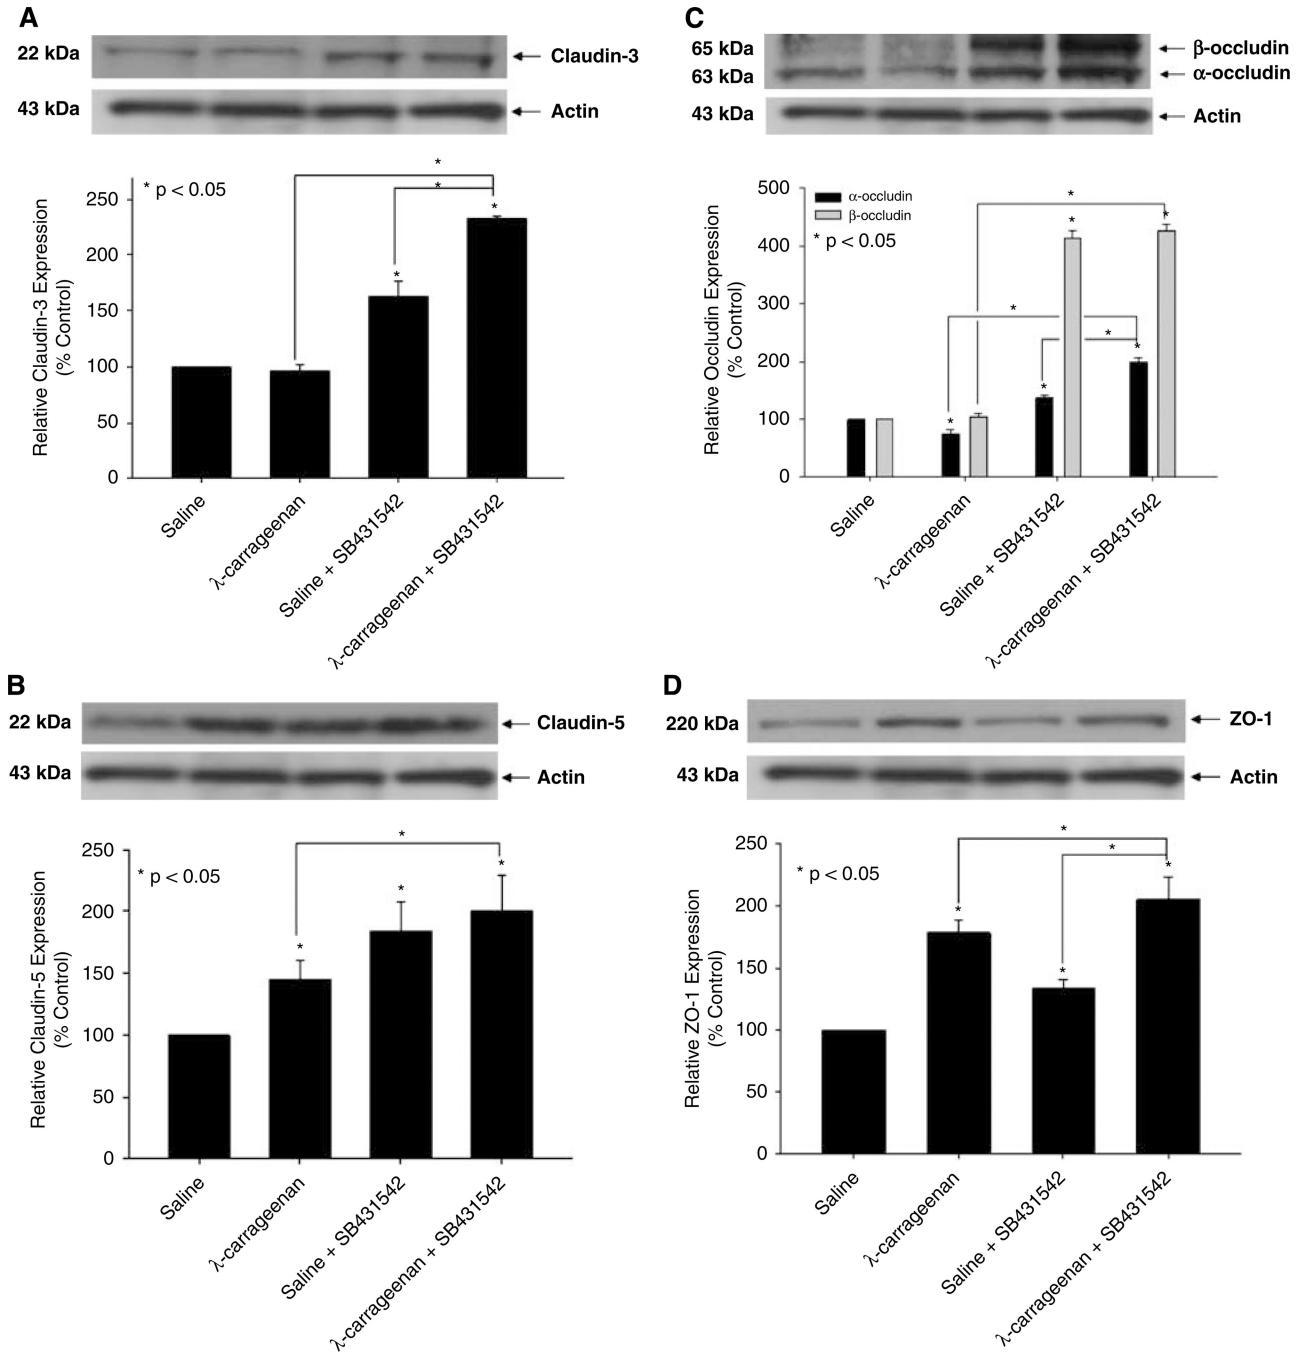 A
22 kDa
Claudin-3
43 kDa
Actin
* p < 0.05
*
*
*
*
Relative Claudin-3 Expression
(% Control)
250
200
150
100
50
0
Saline
λ-carrageenan
Saline + SB431542
λ-carrageenan + SB431542
C
65 kDa
β-occludin
63 kDa
α-occludin
43 kDa
Actin
α-occludin
β-occludin
* p < 0.05
*
*
*
*
*
*
*
*
Relative Occludin Expression
(% Control)
500
400
300
200
100
0
Saline
λ-carrageenan
Saline + SB431542
λ-carrageenan + SB431542
B
22 kDa
Claudin-5
43 kDa
Actin
* p < 0.05
*
*
*
*
Relative Claudin-5 Expression
(% Control)
250
200
150
100
50
0
Saline
λ-carrageenan
Saline + SB431542
λ-carrageenan + SB431542
D
220 kDa
ZO-1
43 kDa
Actin
* p < 0.05
*
*
*
*
*
Relative ZO-1 Expression
(% Control)
250
200
150
100
50
0
Saline
λ-carrageenan
Saline + SB431542
λ-carrageenan + SB431542